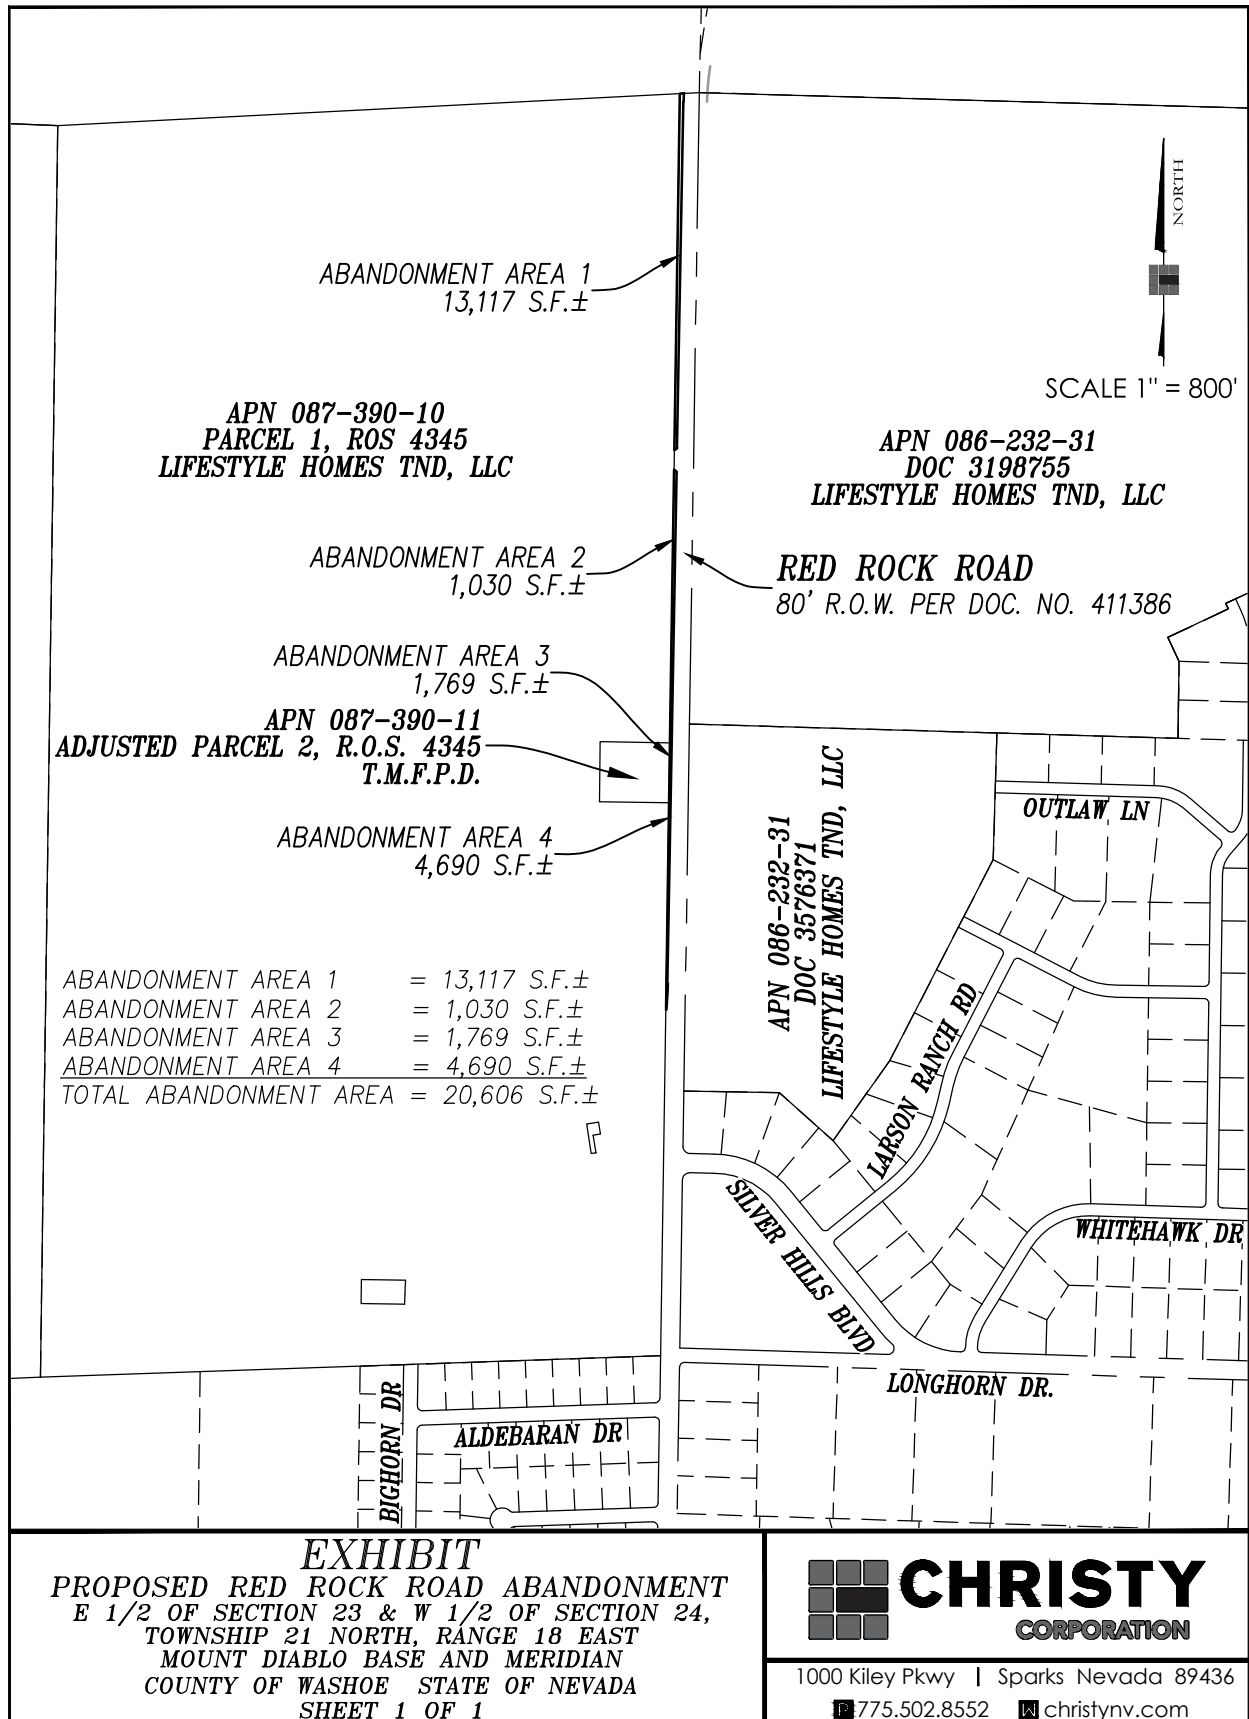 NORTH
SCALE 1" = 800'
ABANDONMENT AREA 1
13,117 S.F.±
APN 087-390-10
PARCEL 1, ROS 4345
LIFESTYLE HOMES TND, LLC
APN 086-232-31
DOC 3198755
LIFESTYLE HOMES TND, LLC
ABANDONMENT AREA 2
1,030 S.F.±
RED ROCK ROAD
80' R.O.W. PER DOC. NO. 411386
ABANDONMENT AREA 3
1,769 S.F.±
APN 087-390-11
ADJUSTED PARCEL 2, R.O.S. 4345
T.M.F.P.D.
ABANDONMENT AREA 4
4,690 S.F.±
APN 086-232-31
DOC 3576371
LIFESTYLE HOMES TND, LLC
OUTLAW LN
ABANDONMENT AREA 1 = 13,117 S.F.±
ABANDONMENT AREA 2 = 1,030 S.F.±
ABANDONMENT AREA 3 = 1,769 S.F.±
ABANDONMENT AREA 4 = 4,690 S.F.±
TOTAL ABANDONMENT AREA = 20,606 S.F.±
LARSON RANCH RD
SILVER HILLS BLVD
WHITEHAWK DR
LONGHORN DR.
BIGHORN DR
ALDEBARAN DR
EXHIBIT
PROPOSED RED ROCK ROAD ABANDONMENT
E 1/2 OF SECTION 23 & W 1/2 OF SECTION 24,
TOWNSHIP 21 NORTH, RANGE 18 EAST
MOUNT DIABLO BASE AND MERIDIAN
COUNTY OF WASHOE STATE OF NEVADA
SHEET 1 OF 1
CHRISTY
CORPORATION
1000 Kiley Pkwy | Sparks Nevada 89436
P 775.502.8552 W christynv.com